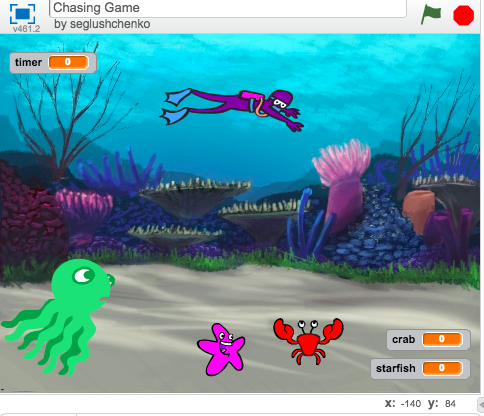 Chasing Game
by seglushchenko
v461.2
timer 0
crab 0
starfish 0
x: -140 y: 84